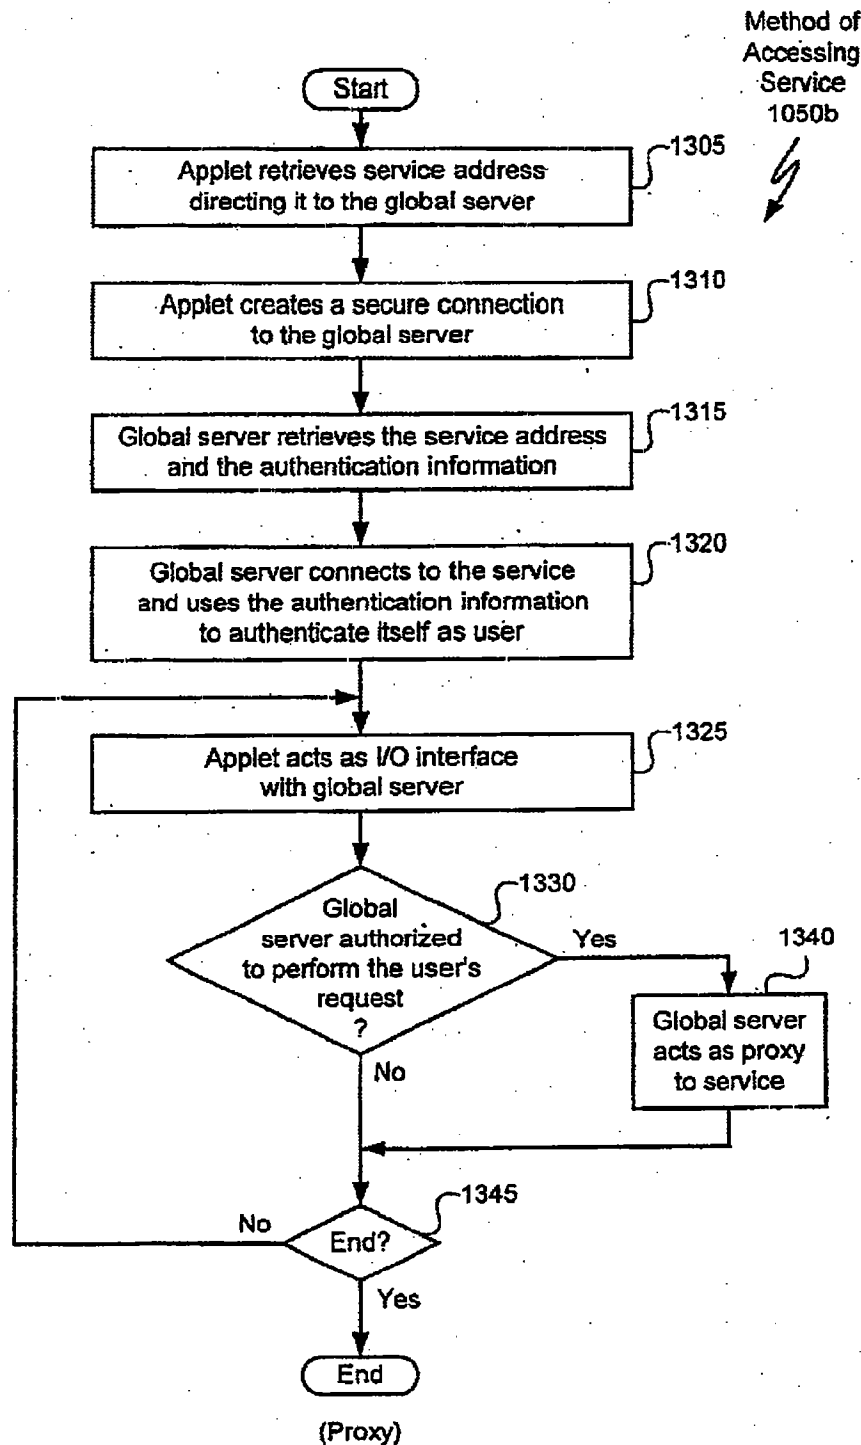 Method of
Accessing
Service
1050b
Start
1305
Applet retrieves service address
directing it to the global server
1310
Applet creates a secure connection
to the global server
1315
Global server retrieves the service address
and the authentication information
1320
Global server connects to the service
and uses the authentication information
to authenticate itself as user
1325
Applet acts as I/O interface
with global server
1330
Global
server authorized
to perform the user's
request
?
Yes
1340
Global server
acts as proxy
to service
No
1345
No
End?
Yes
End
(Proxy)